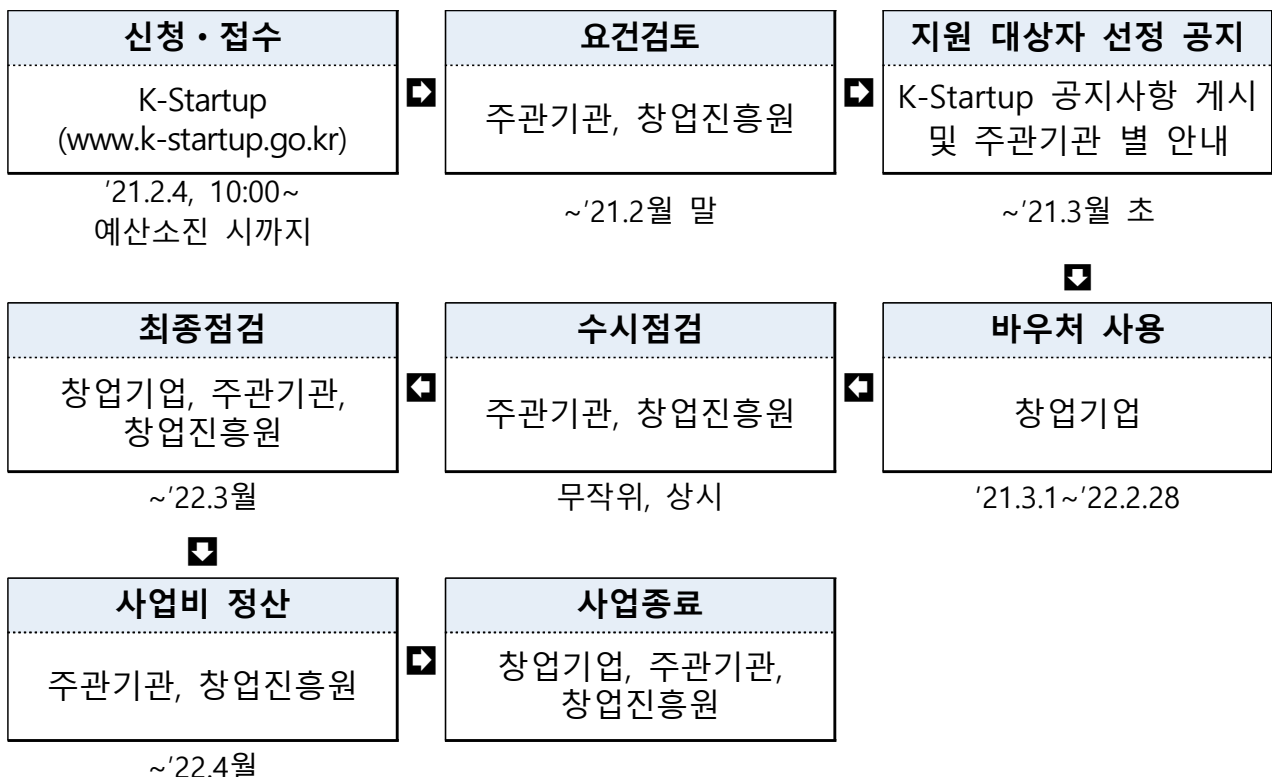 신청・접수
K-Startup
(www.k-startup.go.kr)
'21.2.4, 10:00~
예산소진 시까지
요건검토
주관기관, 창업진흥원
~'21.2월 말
지원 대상자 선정 공지
K-Startup 공지사항 게시
및 주관기관 별 안내
~'21.3월 초
바우처 사용
창업기업
'21.3.1~'22.2.28
수시점검
주관기관, 창업진흥원
무작위, 상시
최종점검
창업기업, 주관기관,
창업진흥원
~'22.3월
사업비 정산
주관기관, 창업진흥원
~'22.4월
사업종료
창업기업, 주관기관,
창업진흥원